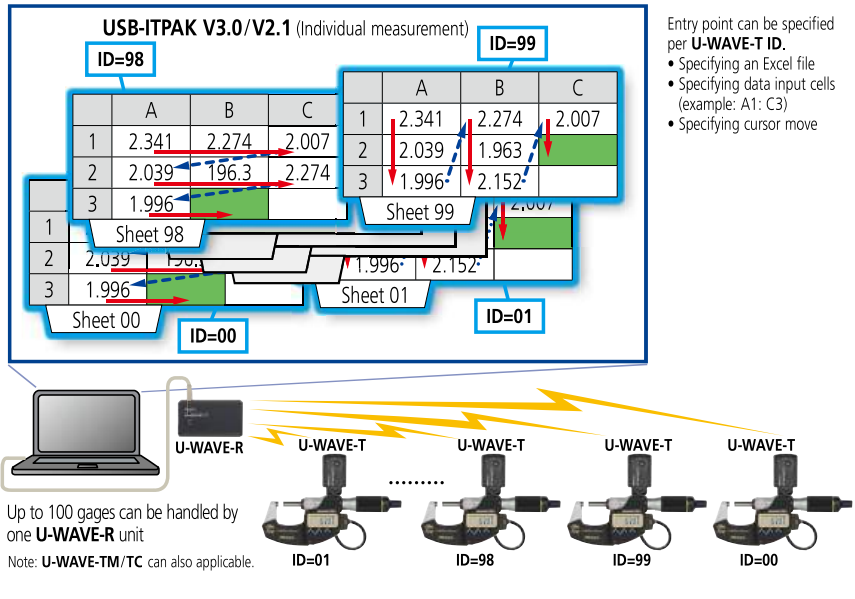 USB-ITPAK V3.0/V2.1 (Individual measurement)
ID=98
ID=99
A B C
1 2.341 2.274 2.007
2 2.039 196.3 2.274
3 1.996
Sheet 98
A B C
1 2.341 2.274 2.007
2 2.039 1.963
3 1.996 2.152
Sheet 99
1
2 2.039
3 1.996
Sheet 00
ID=00
2.007
1.996 2.152
Sheet 01
ID=01
Entry point can be specified
per U-WAVE-T ID.
• Specifying an Excel file
• Specifying data input cells
(example: A1: C3)
• Specifying cursor move
U-WAVE-R
U-WAVE-T
U-WAVE-T
U-WAVE-T
U-WAVE-T
.........
ID=01
ID=98
ID=99
ID=00
Up to 100 gages can be handled by
one U-WAVE-R unit
Note: U-WAVE-TM/TC can also applicable.